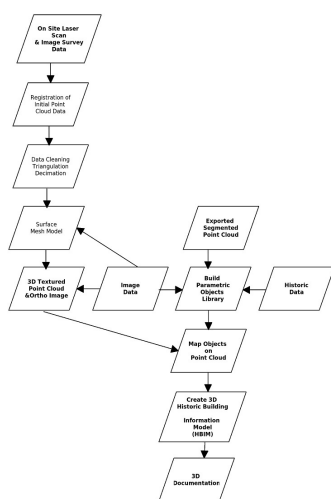 On Site Laser
Scan
& Image Survey
Data
Registration of
Initial Point
Cloud Data
Data Cleaning
Triangulation
Decimation
Surface
Mesh Model
Exported
Segmented
Point Cloud
3D Textured
Point Cloud
&Ortho Image
Image
Data
Build
Parametric
Objects
Library
Historic
Data
Map Objects
on
Point Cloud
Create 3D
Historic Building
Information
Model
(HBIM)
3D
Documentation